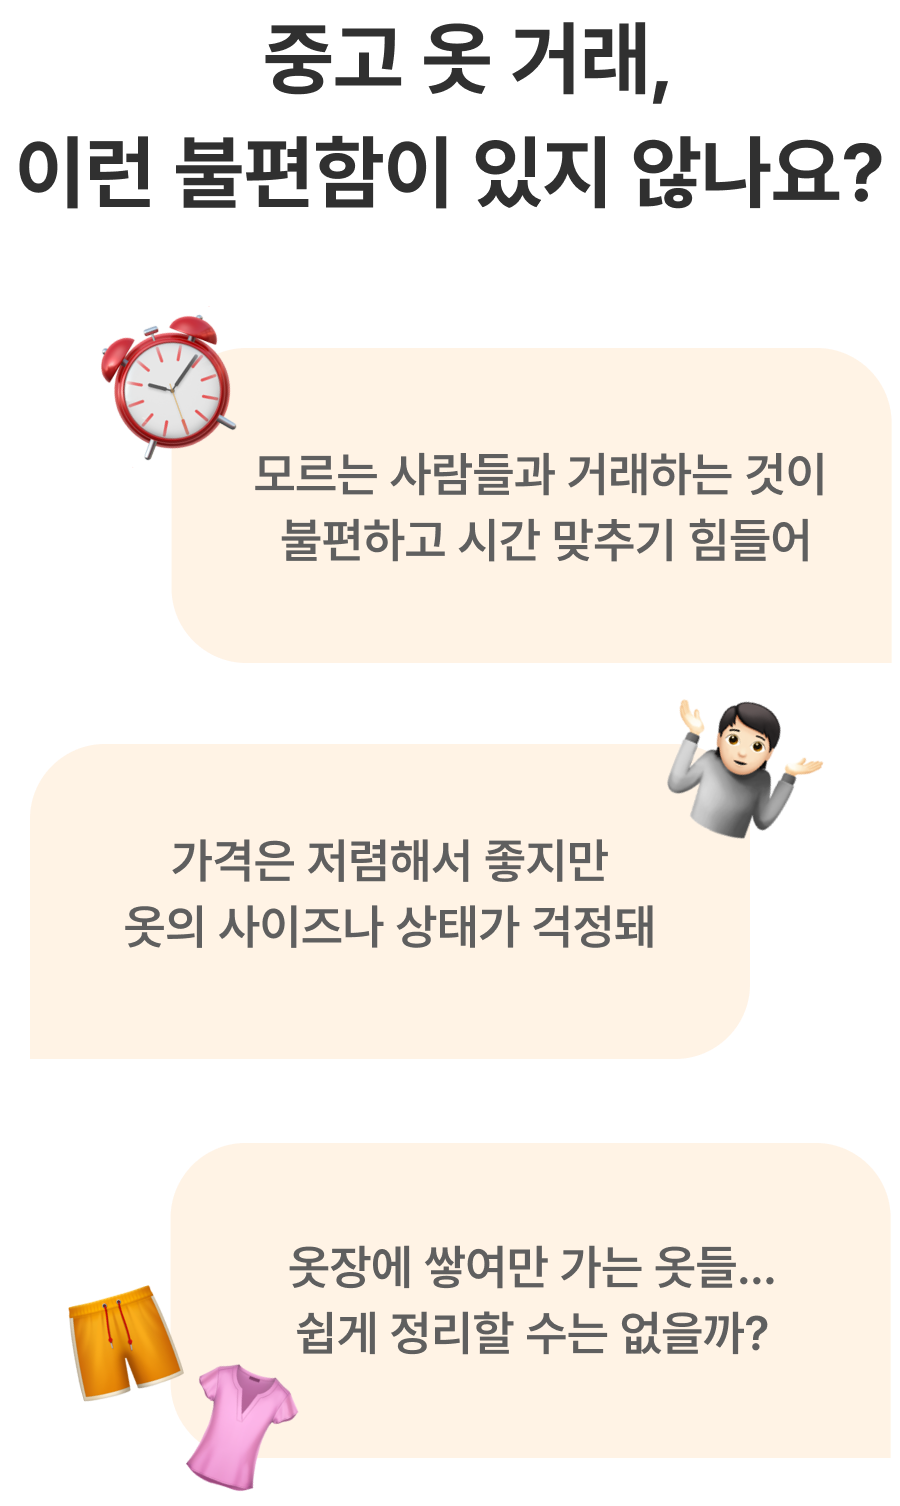 중고 옷 거래,
이런 불편함이 있지 않나요?
모르는 사람들과 거래하는 것이
불편하고 시간 맞추기 힘들어
가격은 저렴해서 좋지만
옷의 사이즈나 상태가 걱정돼
옷장에 쌓여만 가는 옷들...
쉽게 정리할 수는 없을까?